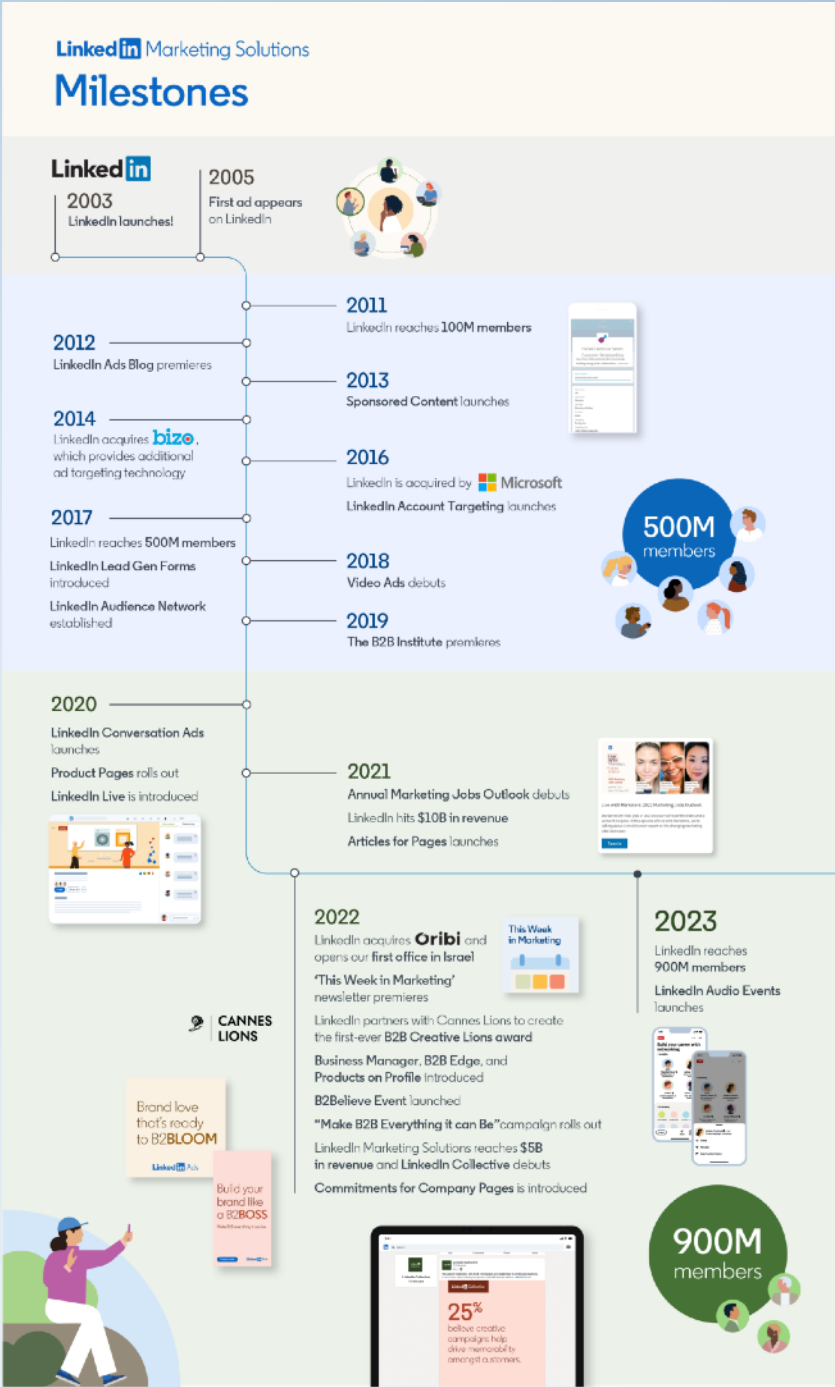 LinkedIn Marketing Solutions
Milestones
LinkedIn
2003
LinkedIn launches!
2005
First ad appears
on LinkedIn
2011
LinkedIn reaches 100M members
2012
LinkedIn Ads Blog premieres
2013
Sponsored Content launches
2014
LinkedIn acquires bizo,
which provides additional
ad targeting technology
2016
LinkedIn is acquired by Microsoft
LinkedIn Account Targeting launches
2017
LinkedIn reaches 500M members
LinkedIn Lead Gen Forms
introduced
LinkedIn Audience Network
established
500M
members
2018
Video Ads debuts
2019
The B2B Institute premieres
2020
LinkedIn Conversation Ads
launches
Product Pages rolls out
LinkedIn Live is introduced
2021
Annual Marketing Jobs Outlook debuts
LinkedIn hits $10B in revenue
Articles for Pages launches
2022
LinkedIn acquires Oribi and
opens our first office in Israel
'This Week in Marketing'
newsletter premieres
LinkedIn partners with Cannes Lions to create
the first-ever B2B Creative Lions award
Business Manager, B2B Edge, and
Products on Profile introduced
B2Believe Event launched
"Make B2B Everything it can Be"campaign rolls out
LinkedIn Marketing Solutions reaches $5B
in revenue and LinkedIn Collective debuts
Commitments for Company Pages is introduced
This Week
in Marketing
2023
LinkedIn reaches
900M members
LinkedIn Audio Events
launches
CANNES
LIONS
Brand love
that's ready
to B2BLOOM
LinkedIn Ads
Build your
brand like
a B2BOSS
Build your career with
networking
900M
members
25%
believe creative
campaigns help
drive memorability
amongst customers.